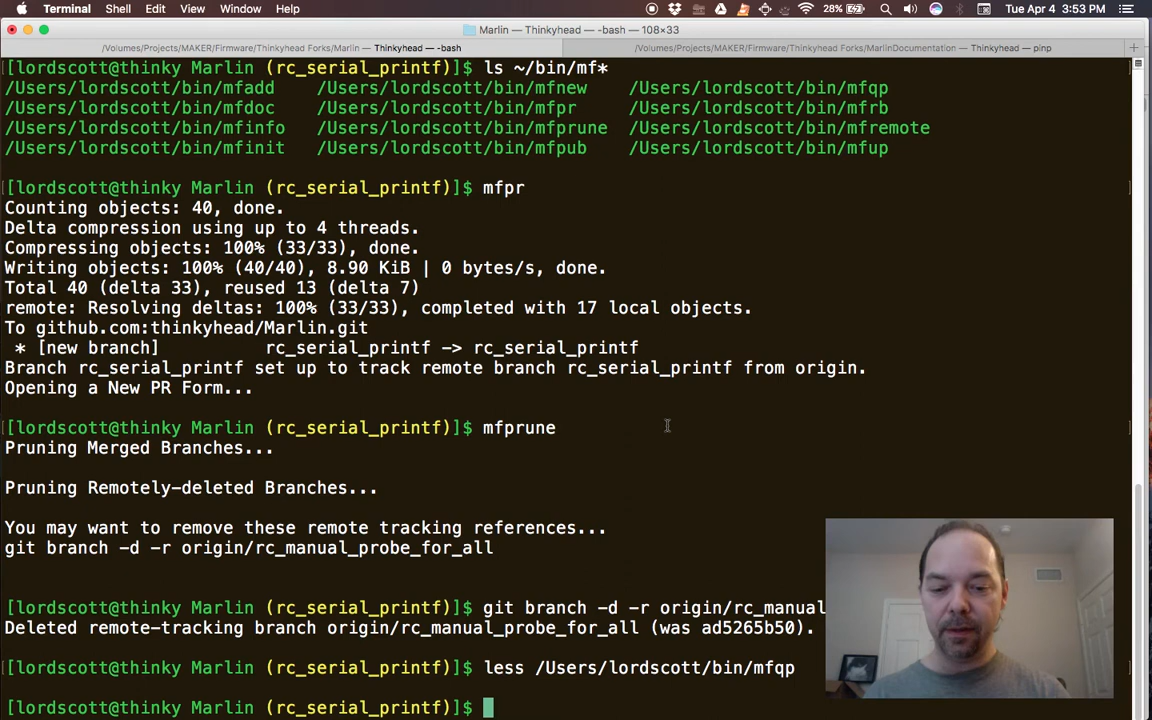 Terminal Shell Edit View Window Help 28% Tue Apr 4 3:53 PM
Marlin — Thinkyhead — -bash — 108×33
/Volumes/Projects/MAKER/Firmware/Thinkyhead Forks/Marlin — Thinkyhead — -bash
/Volumes/Projects/MAKER/Firmware/Thinkyhead Forks/MarlinDocumentation — Thinkyhead — pinp
[[lordscott@thinky Marlin (rc_serial_printf)]$ ls ~/bin/mf*
/Users/lordscott/bin/mfadd /Users/lordscott/bin/mfnew /Users/lordscott/bin/mfqp
/Users/lordscott/bin/mfdoc /Users/lordscott/bin/mfpr /Users/lordscott/bin/mfrb
/Users/lordscott/bin/mfinfo /Users/lordscott/bin/mfprune /Users/lordscott/bin/mfremote
/Users/lordscott/bin/mfinit /Users/lordscott/bin/mfpub /Users/lordscott/bin/mfup
[[lordscott@thinky Marlin (rc_serial_printf)]$ mfpr
Counting objects: 40, done.
Delta compression using up to 4 threads.
Compressing objects: 100% (33/33), done.
Writing objects: 100% (40/40), 8.90 KiB | 0 bytes/s, done.
Total 40 (delta 33), reused 13 (delta 7)
remote: Resolving deltas: 100% (33/33), completed with 17 local objects.
To github.com:thinkyhead/Marlin.git
* [new branch] rc_serial_printf -> rc_serial_printf
Branch rc_serial_printf set up to track remote branch rc_serial_printf from origin.
Opening a New PR Form...
[[lordscott@thinky Marlin (rc_serial_printf)]$ mfprune
Pruning Merged Branches...
Pruning Remotely-deleted Branches...
You may want to remove these remote tracking references...
git branch -d -r origin/rc_manual_probe_for_all
[[lordscott@thinky Marlin (rc_serial_printf)]$ git branch -d -r origin/rc_manual
Deleted remote-tracking branch origin/rc_manual_probe_for_all (was ad5265b50).
[[lordscott@thinky Marlin (rc_serial_printf)]$ less /Users/lordscott/bin/mfqp
[lordscott@thinky Marlin (rc_serial_printf)]$